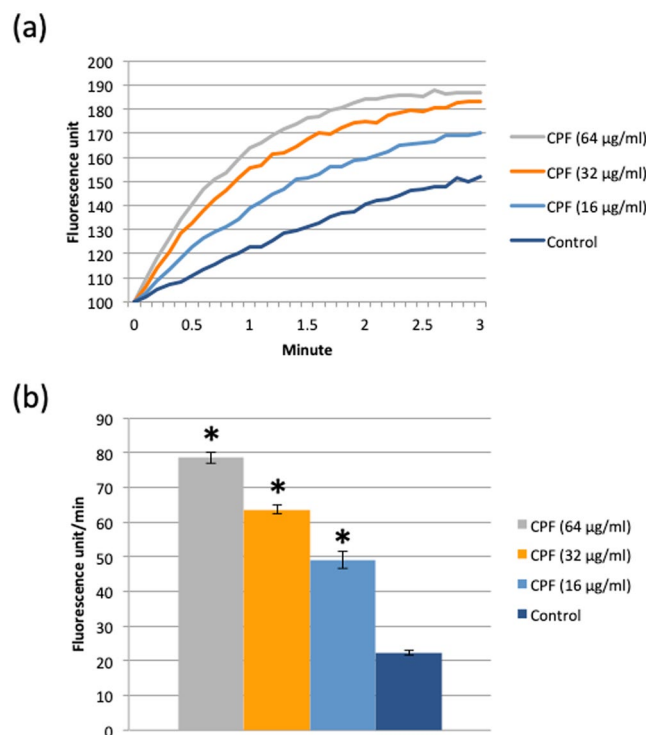 (a)
200
190
180
170
160
150
140
130
120
110
100
Fluorescence unit
0 0.5 1 1.5 2 2.5 3
Minute
CPF (64 µg/ml)
CPF (32 µg/ml)
CPF (16 µg/ml)
Control
(b)
90
80
70
60
50
40
30
20
10
0
Fluorescence unit/min
*
*
*
CPF (64 µg/ml)
CPF (32 µg/ml)
CPF (16 µg/ml)
Control